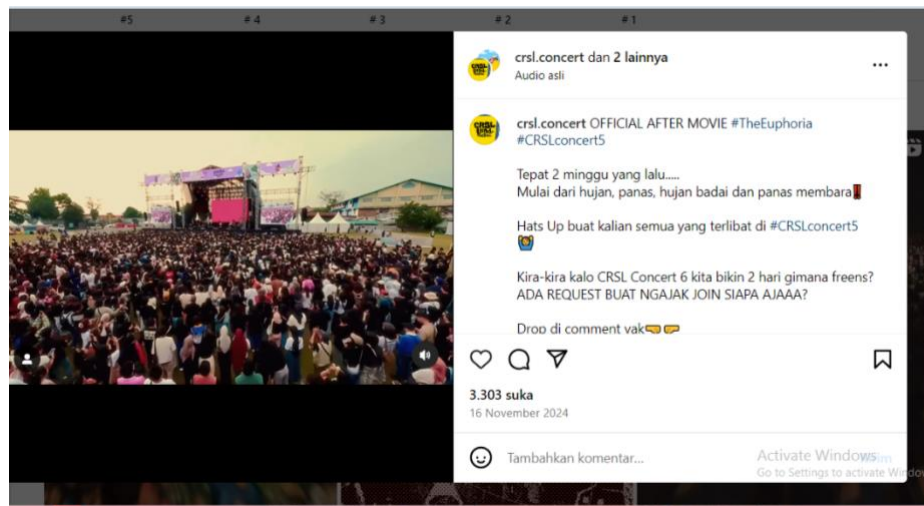 #5 #4 #3 #2 #1
crsl.concert dan 2 lainnya
Audio asli
crsl.concert OFFICIAL AFTER MOVIE #TheEuphoria
#CRSLconcert5
Tepat 2 minggu yang lalu.....
Mulai dari hujan, panas, hujan badai dan panas membara
Hats Up buat kalian semua yang terlibat di #CRSLconcert5
Kira-kira kalo CRSL Concert 6 kita bikin 2 hari gimana freens?
ADA REQUEST BUAT NGAJAK JOIN SIAPA AJAAA?
Drop di comment yak
3.303 suka
16 November 2024
Tambahkan komentar...
Activate Windows
Go to Settings to activate Windo